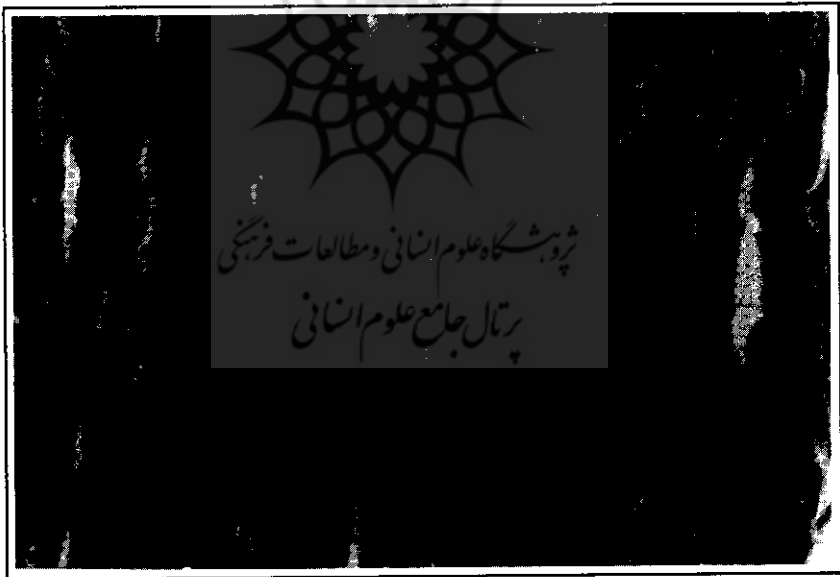 پژوهشگاه علوم انسانی و مطالعات فرهنگی
پرتال جامع علوم انسانی